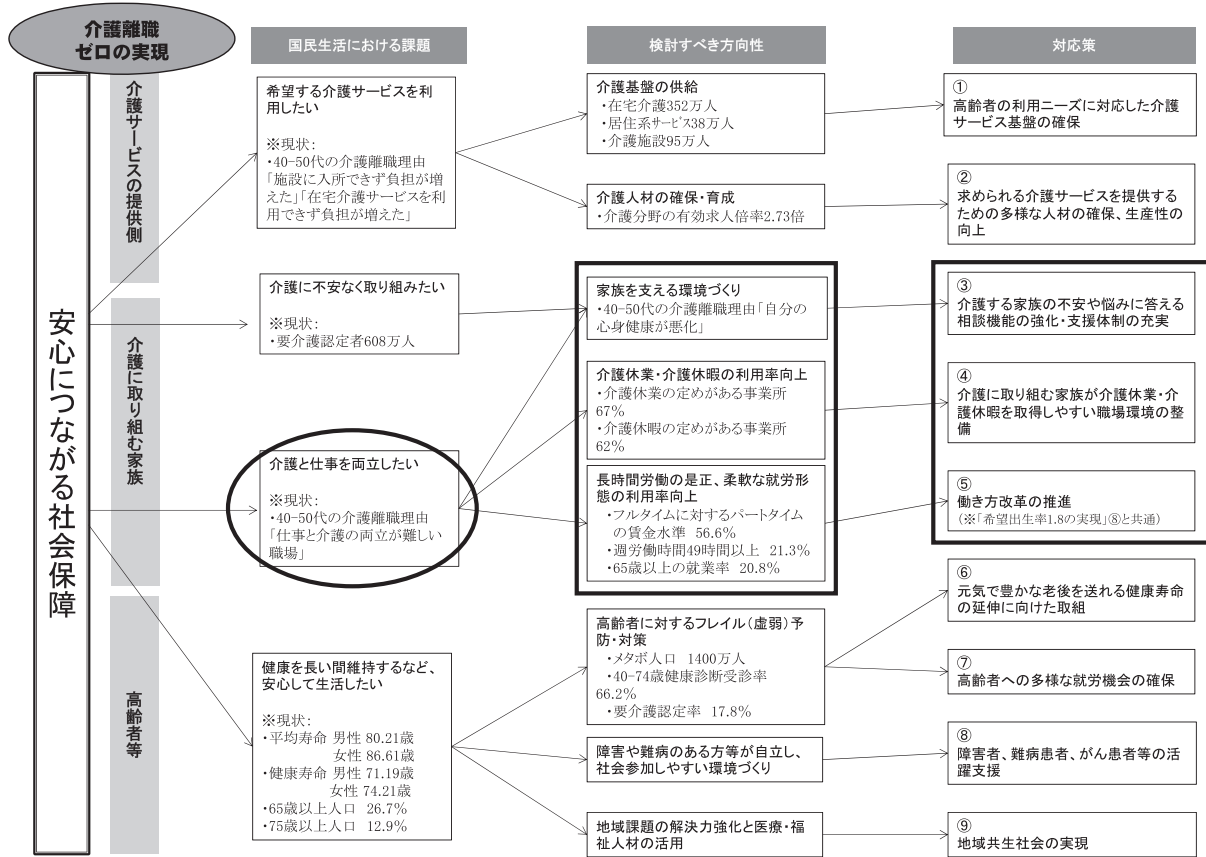 介護離職
ゼロの実現
国民生活における課題
検討すべき方向性
対応策
安心につながる社会保障
介護サービスの提供側
介護に取り組む家族
高齢者等
希望する介護サービスを利
用したい
※現状：
・40-50代の介護離職理由
「施設に入所できず負担が増
えた」「在宅介護サービスを利
用できず負担が増えた」
介護に不安なく取り組みたい
※現状：
・要介護認定者608万人
介護と仕事を両立したい
※現状：
・40-50代の介護離職理由
「仕事と介護の両立が難しい
職場」
健康を長い間維持するなど、
安心して生活したい
※現状：
・平均寿命 男性 80.21歳
女性 86.61歳
・健康寿命 男性 71.19歳
女性 74.21歳
・65歳以上人口 26.7%
・75歳以上人口 12.9%
介護基盤の供給
・在宅介護352万人
・居住系サービス38万人
・介護施設95万人
介護人材の確保・育成
・介護分野の有効求人倍率2.73倍
家族を支える環境づくり
・40-50代の介護離職理由「自分の
心身健康が悪化」
介護休業・介護休暇の利用率向上
・介護休業の定めがある事業所
67%
・介護休暇の定めがある事業所
62%
長時間労働の是正、柔軟な就労形
態の利用率向上
・フルタイムに対するパートタイム
の賃金水準 56.6%
・週労働時間49時間以上 21.3%
・65歳以上の就業率 20.8%
高齢者に対するフレイル（虚弱）予
防・対策
・メタボ人口 1400万人
・40-74歳健康診断受診率
66.2%
・要介護認定率 17.8%
障害や難病のある方等が自立し、
社会参加しやすい環境づくり
地域課題の解決力強化と医療・福
祉人材の活用
①
高齢者の利用ニーズに対応した介護
サービス基盤の確保
②
求められる介護サービスを提供する
ための多様な人材の確保、生産性の
向上
③
介護する家族の不安や悩みに答える
相談機能の強化・支援体制の充実
④
介護に取り組む家族が介護休業・介
護休暇を取得しやすい職場環境の整
備
⑤
働き方改革の推進
（※「希望出生率1.8の実現」⑧と共通）
⑥
元気で豊かな老後を送れる健康寿命
の延伸に向けた取組
⑦
高齢者への多様な就労機会の確保
⑧
障害者、難病患者、がん患者等の活
躍支援
⑨
地域共生社会の実現